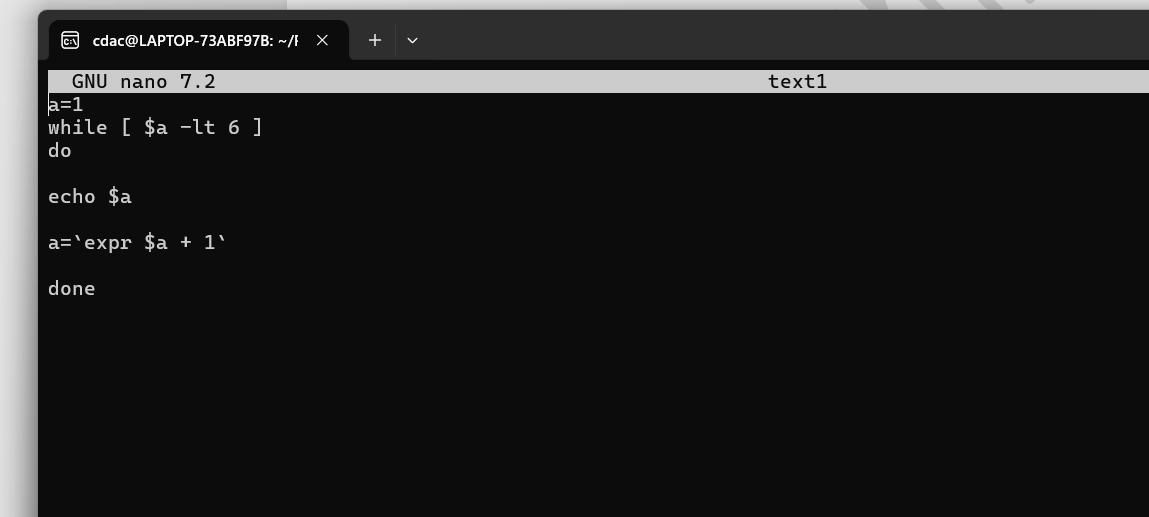 cdac@LAPTOP-73ABF97B: ~/
GNU nano 7.2 text1
a=1
while [ $a -lt 6 ]
do
echo $a
a=`expr $a + 1`
done